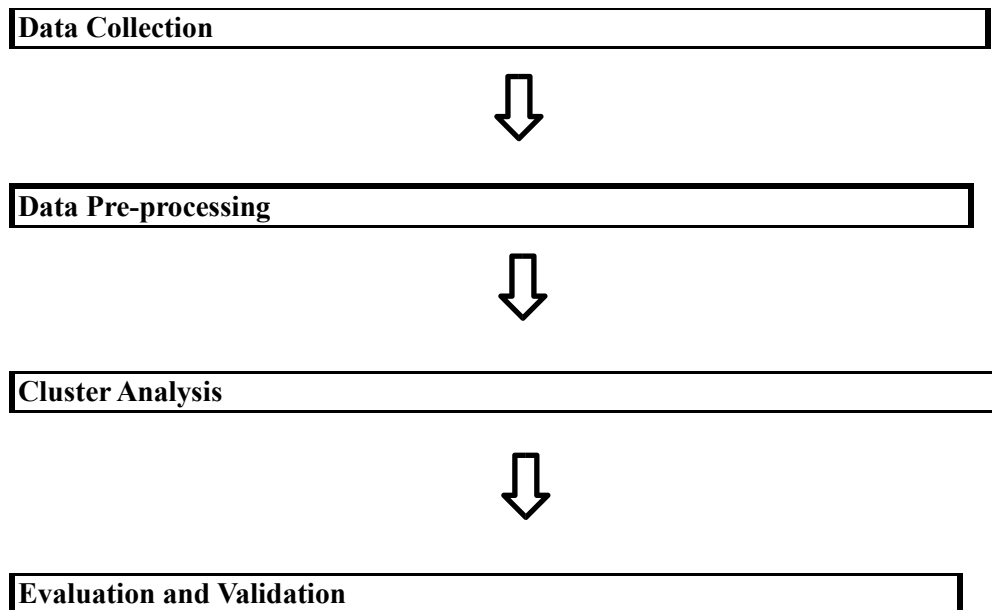 Data Collection
Data Pre-processing
Cluster Analysis
Evaluation and Validation